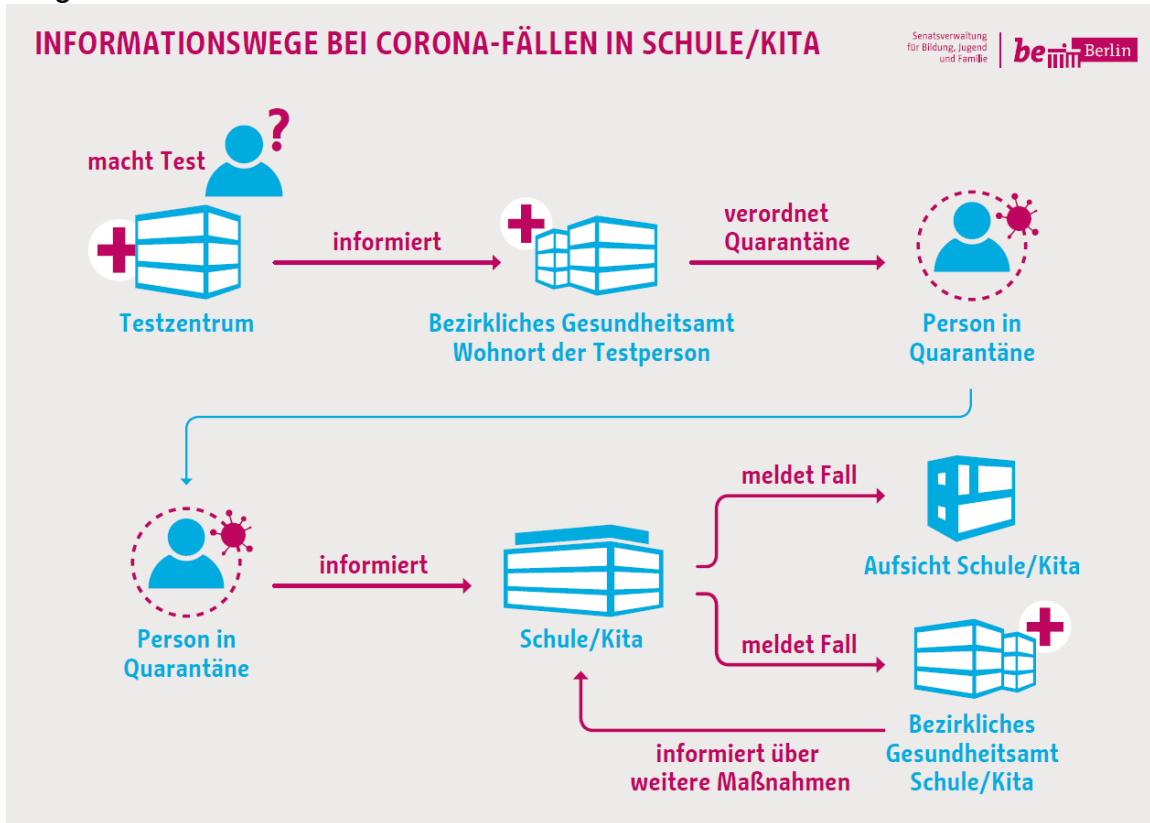 INFORMATIONSWEGE BEI CORONA-FÄLLEN IN SCHULE/KITA
Senatsverwaltung
für Bildung, Jugend
und Familie
be Berlin
?
macht Test
informiert
verordnet
Quarantäne
Testzentrum
Bezirkliches Gesundheitsamt
Wohnort der Testperson
Person in
Quarantäne
meldet Fall
informiert
Aufsicht Schule/Kita
Person in
Quarantäne
Schule/Kita
meldet Fall
informiert über
weitere Maßnahmen
Bezirkliches
Gesundheitsamt
Schule/Kita